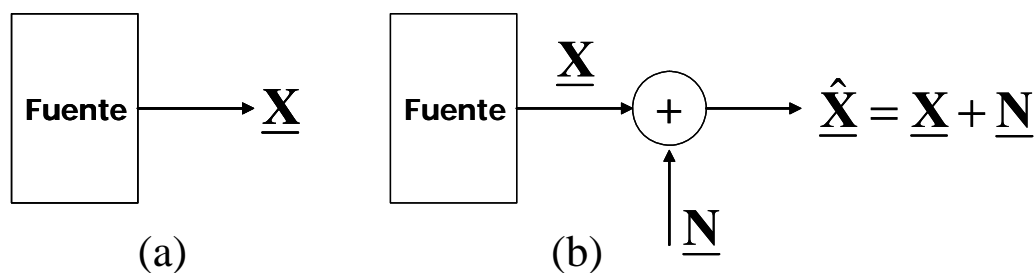 Fuente
X
(a)
Fuente
X
+
N
X̂ = X + N
(b)